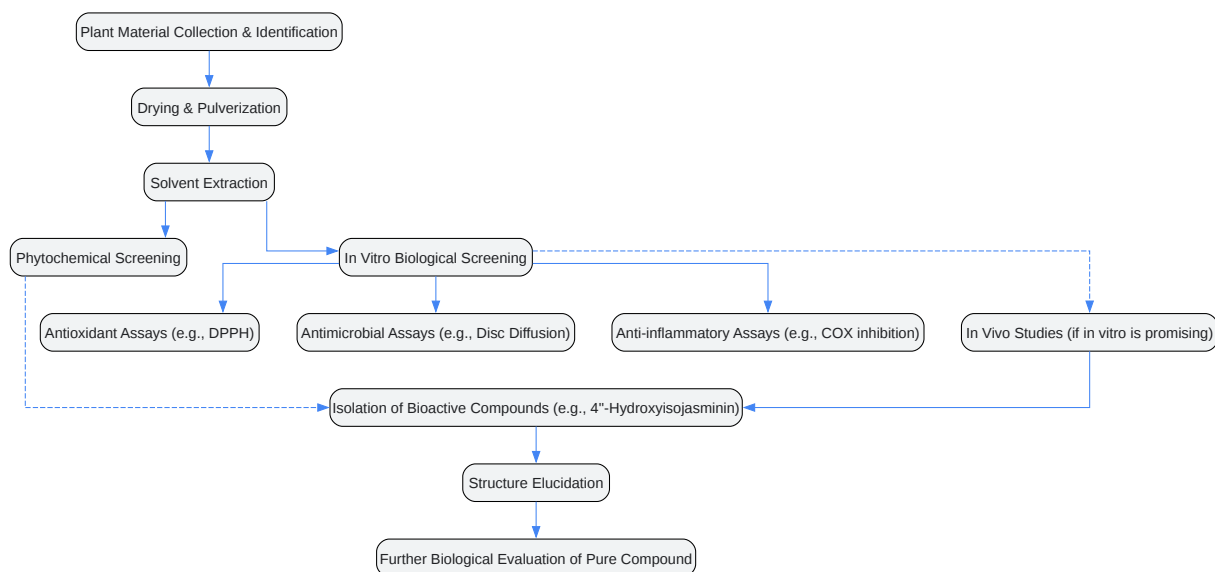 Plant Material Collection & Identification
Drying & Pulverization
Solvent Extraction
Phytochemical Screening
In Vitro Biological Screening
Antioxidant Assays (e.g., DPPH)
Antimicrobial Assays (e.g., Disc Diffusion)
Anti-inflammatory Assays (e.g., COX inhibition)
In Vivo Studies (if in vitro is promising)
Isolation of Bioactive Compounds (e.g., 4"-Hydroxyisojasminin)
Structure Elucidation
Further Biological Evaluation of Pure Compound